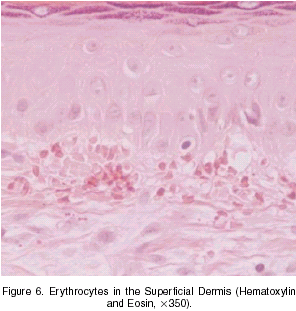 Figure 6. Erythrocytes in the Superficial Dermis (Hematoxylin
and Eosin, ×350).